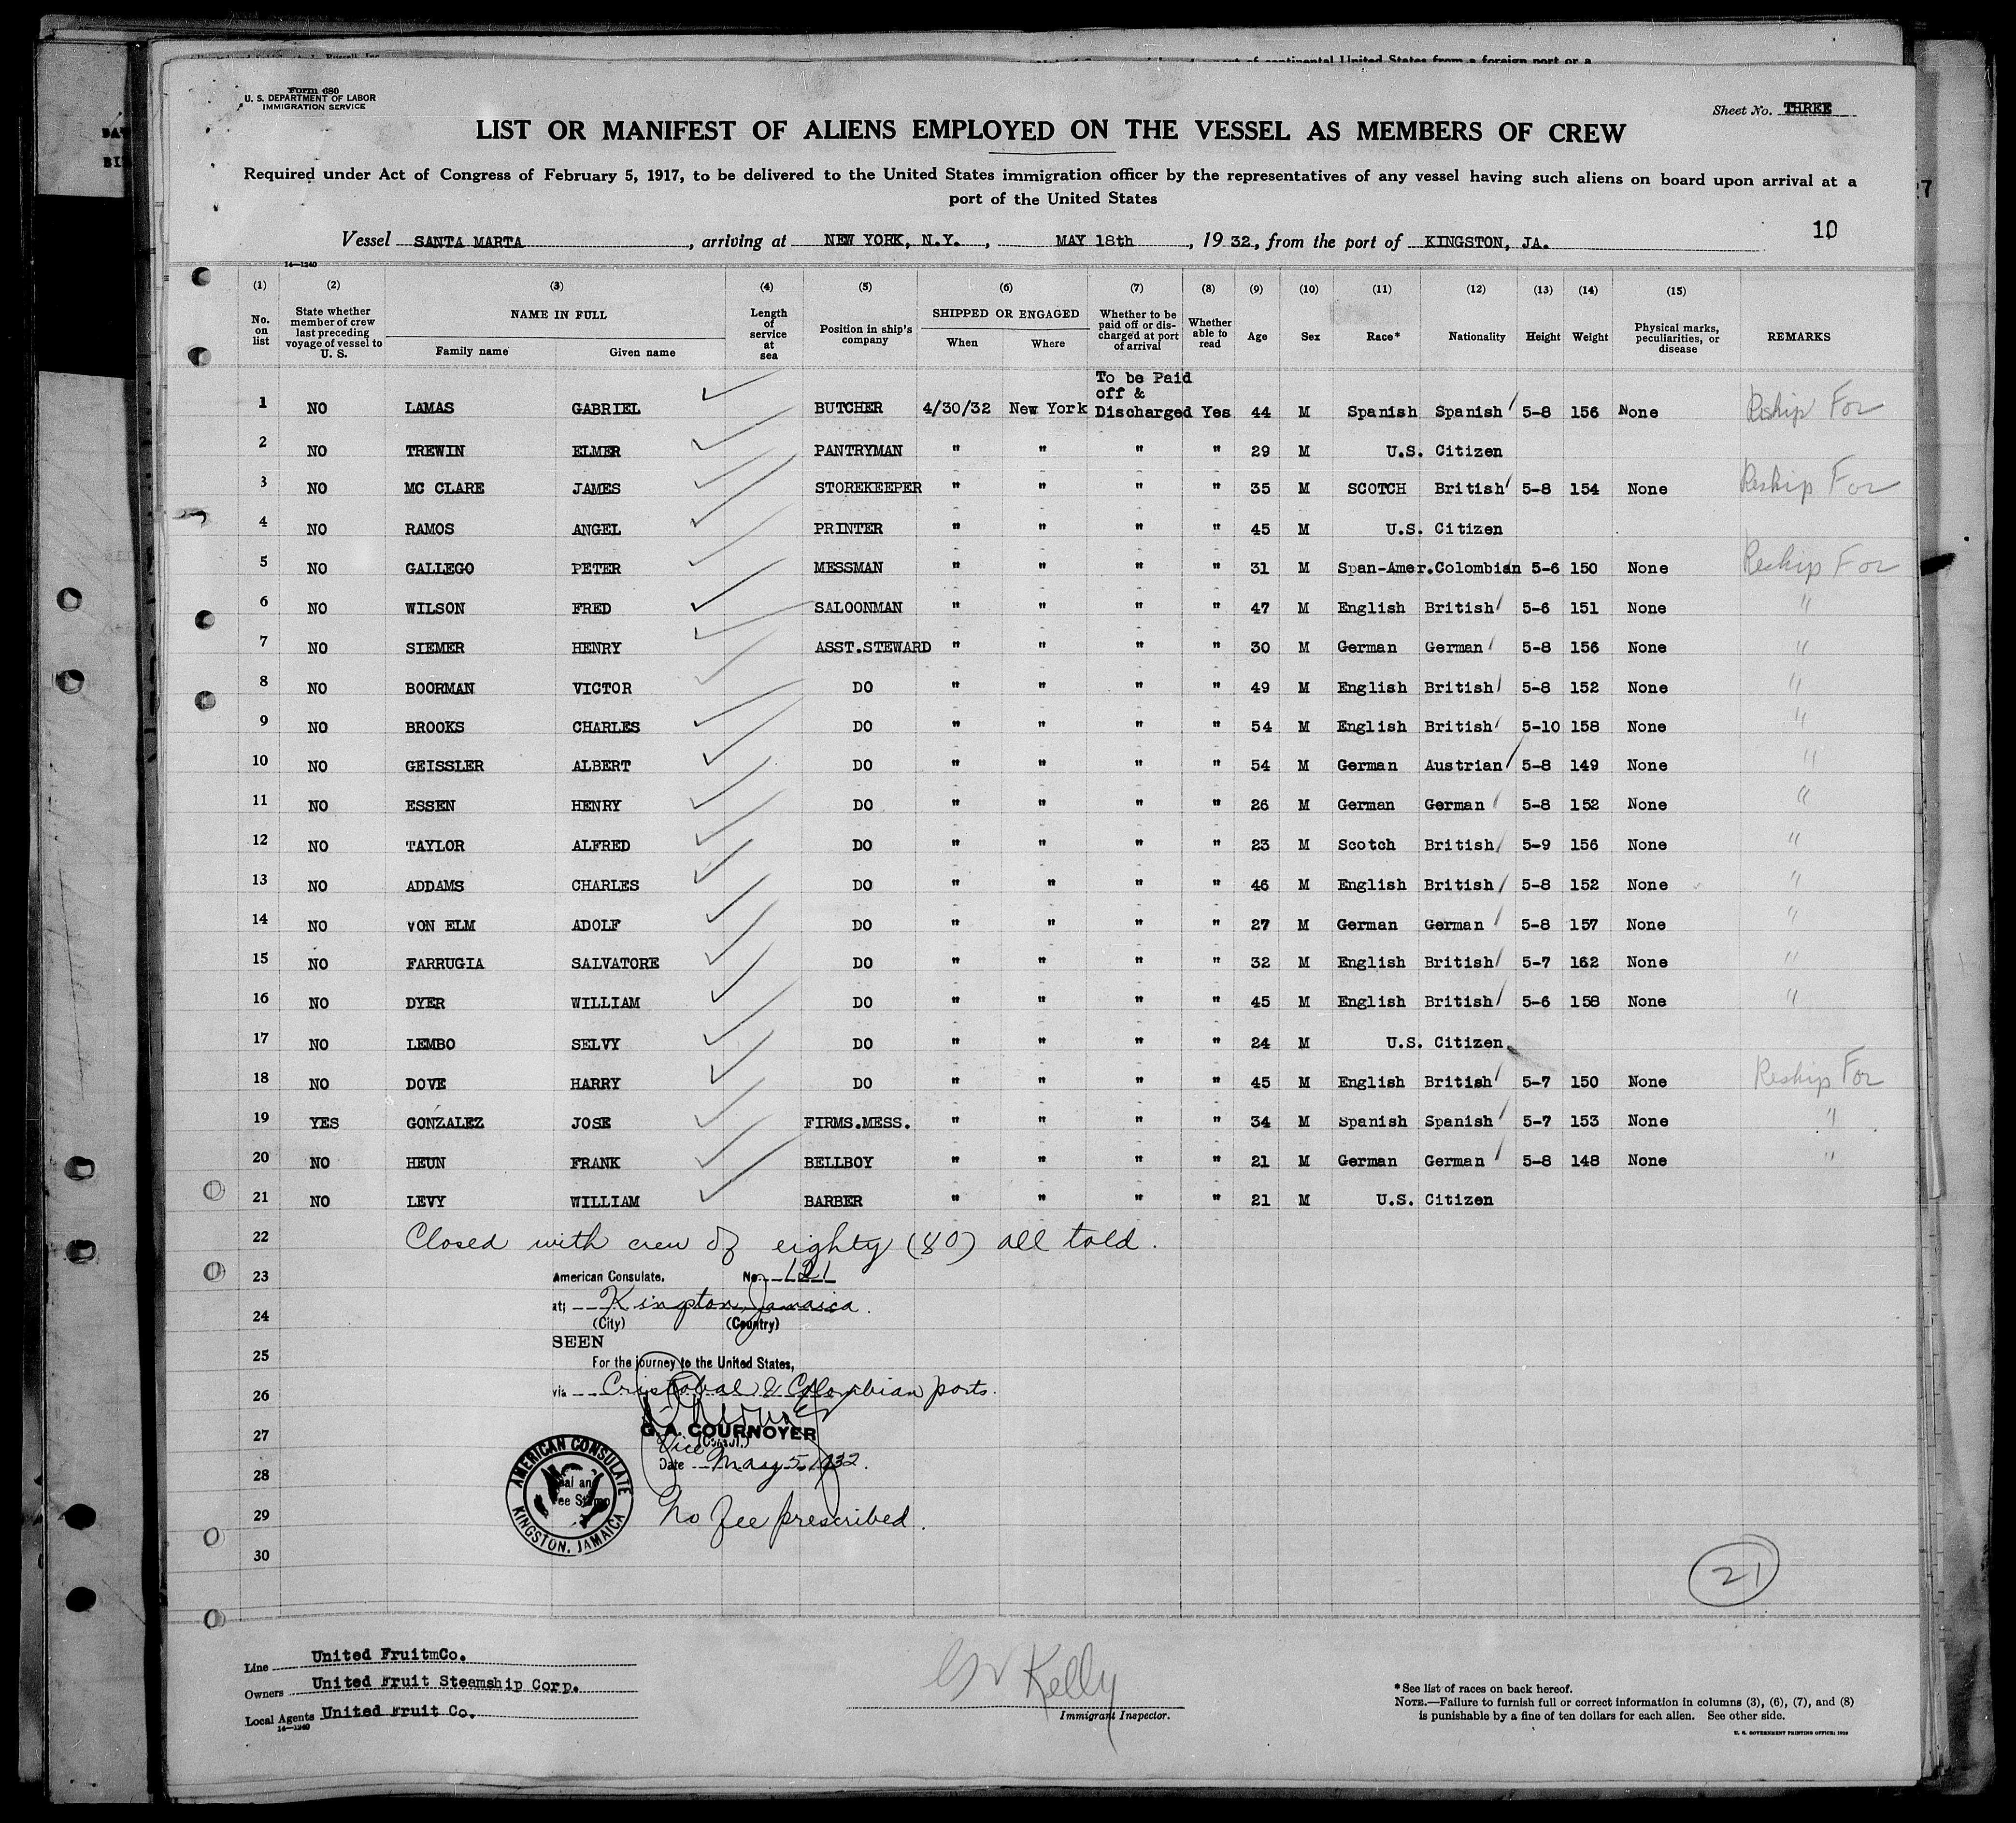 Form 680
U. S. DEPARTMENT OF LABOR
IMMIGRATION SERVICE
Sheet No. THREE
LIST OR MANIFEST OF ALIENS EMPLOYED ON THE VESSEL AS MEMBERS OF CREW
Required under Act of Congress of February 5, 1917, to be delivered to the United States immigration officer by the representatives of any vessel having such aliens on board upon arrival at a
port of the United States
10
Vessel SANTA MARTA, arriving at NEW YORK, N.Y., MAY 18th, 1932, from the port of KINGSTON, JA.
14—1240
(1) No. on list
(2) State whether member of crew last preceding voyage of vessel to U. S.
(3) NAME IN FULL Family name Given name
(4) Length of service at sea
(5) Position in ship's company
(6) SHIPPED OR ENGAGED When Where
(7) Whether to be paid off or discharged at port of arrival
(8) Whether able to read
(9) Age
(10) Sex
(11) Race*
(12) Nationality
(13) Height
(14) Weight
(15) Physical marks, peculiarities, or disease
REMARKS
1 NO LAMAS GABRIEL BUTCHER 4/30/32 New York To be Paid off & Discharged Yes 44 M Spanish Spanish 5-8 156 None Reship For
2 NO TREWIN ELMER PANTRYMAN " " " " 29 M U.S. Citizen
3 NO MC CLARE JAMES STOREKEEPER " " " " 35 M SCOTCH British 5-8 154 None Reship For
4 NO RAMOS ANGEL PRINTER " " " " 45 M U.S. Citizen
5 NO GALLEGO PETER MESSMAN " " " " 31 M Span-Amer. Colombian 5-6 150 None Reship For
6 NO WILSON FRED SALOONMAN " " " " 47 M English British 5-6 151 None "
7 NO SIEMER HENRY ASST.STEWARD " " " " 30 M German German 5-8 156 None "
8 NO BOORMAN VICTOR DO " " " " 49 M English British 5-8 152 None "
9 NO BROOKS CHARLES DO " " " " 54 M English British 5-10 158 None "
10 NO GEISSLER ALBERT DO " " " " 54 M German Austrian 5-8 149 None "
11 NO ESSEN HENRY DO " " " " 26 M German German 5-8 152 None "
12 NO TAYLOR ALFRED DO " " " " 23 M Scotch British 5-9 156 None "
13 NO ADDAMS CHARLES DO " " " " 46 M English British 5-8 152 None "
14 NO VON ELM ADOLF DO " " " " 27 M German German 5-8 157 None "
15 NO FARRUGIA SALVATORE DO " " " " 32 M English British 5-7 162 None "
16 NO DYER WILLIAM DO " " " " 45 M English British 5-6 158 None "
17 NO LEMBO SELVY DO " " " " 24 M U.S. Citizen
18 NO DOVE HARRY DO " " " " 45 M English British 5-7 150 None Reship For
19 YES GONZALEZ JOSE FIRMS.MESS. " " " " 34 M Spanish Spanish 5-7 153 None "
20 NO HEUN FRANK BELLBOY " " " " 21 M German German 5-8 148 None "
21 NO LEVY WILLIAM BARBER " " " " 21 M U.S. Citizen
22 Closed with crew of eighty (80) all told.
23 American Consulate. No. 121
at; Kingston, Jamaica.
24 (City) (Country)
SEEN
25 For the journey to the United States,
26 via Cristobal & Colombian ports.
G. A. COURNOYER
27 Vice (Consul.)
Date May 5, 1932.
28
29 No fee prescribed.
30
AMERICAN CONSULATE
KINGSTON, JAMAICA
21
Line United FruitmCo.
Owners United Fruit Steamship Corp.
Local Agents United Fruit Co.
14—1240
Kelly
Immigrant Inspector.
*See list of races on back hereof.
NOTE.—Failure to furnish full or correct information in columns (3), (6), (7), and (8)
is punishable by a fine of ten dollars for each alien. See other side.